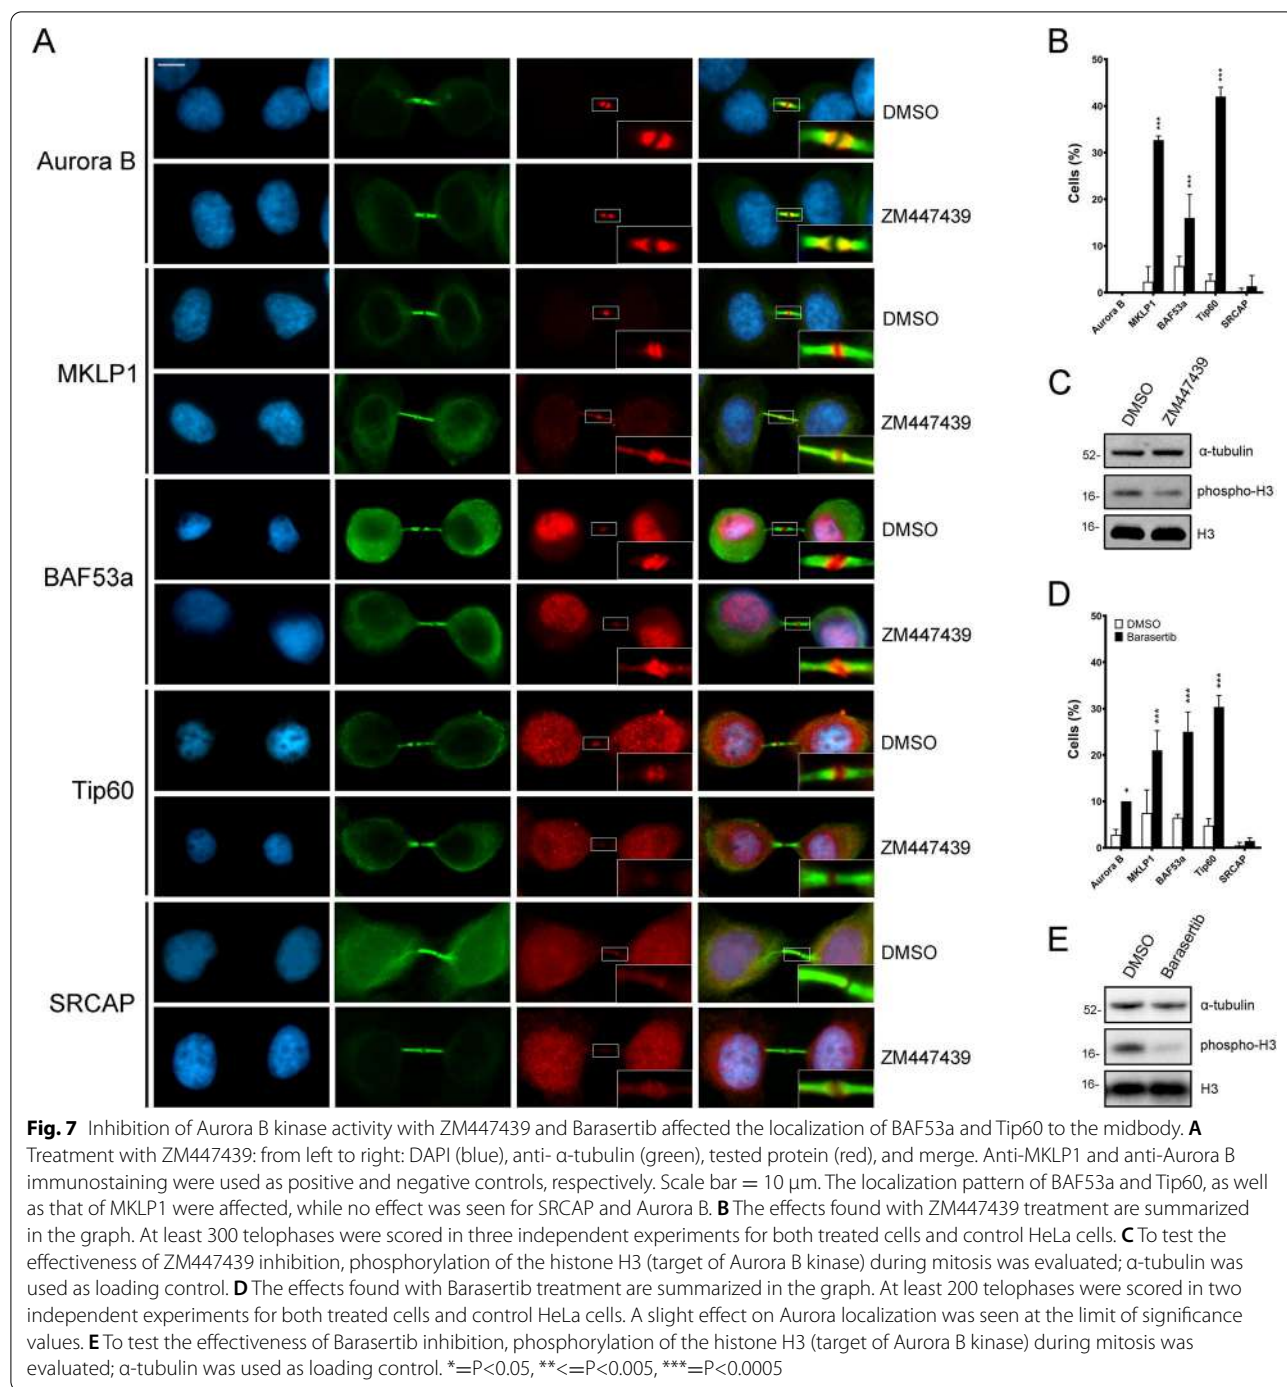 A
Aurora B
DMSO
ZM447439
MKLP1
DMSO
ZM447439
BAF53a
DMSO
ZM447439
Tip60
DMSO
ZM447439
SRCAP
DMSO
ZM447439
B
Cells (%)
50
40
30
20
10
0
***
***
***
Aurora B
MKLP1
BAF53a
Tip60
SRCAP
C
DMSO
ZM447439
52-
α-tubulin
16-
phospho-H3
16-
H3
D
DMSO
Barasertib
Cells (%)
50
40
30
20
10
0
*
***
***
***
Aurora B
MKLP1
BAF53a
Tip60
SRCAP
E
DMSO
Barasertib
52-
α-tubulin
16-
phospho-H3
16-
H3
Fig. 7 Inhibition of Aurora B kinase activity with ZM447439 and Barasertib affected the localization of BAF53a and Tip60 to the midbody. A
Treatment with ZM447439: from left to right: DAPI (blue), anti- α-tubulin (green), tested protein (red), and merge. Anti-MKLP1 and anti-Aurora B
immunostaining were used as positive and negative controls, respectively. Scale bar = 10 μm. The localization pattern of BAF53a and Tip60, as well
as that of MKLP1 were affected, while no effect was seen for SRCAP and Aurora B. B The effects found with ZM447439 treatment are summarized
in the graph. At least 300 telophases were scored in three independent experiments for both treated cells and control HeLa cells. C To test the
effectiveness of ZM447439 inhibition, phosphorylation of the histone H3 (target of Aurora B kinase) during mitosis was evaluated; α-tubulin was
used as loading control. D The effects found with Barasertib treatment are summarized in the graph. At least 200 telophases were scored in two
independent experiments for both treated cells and control HeLa cells. A slight effect on Aurora localization was seen at the limit of significance
values. E To test the effectiveness of Barasertib inhibition, phosphorylation of the histone H3 (target of Aurora B kinase) during mitosis was
evaluated; α-tubulin was used as loading control. *=P<0.05, **<=P<0.005, ***=P<0.0005